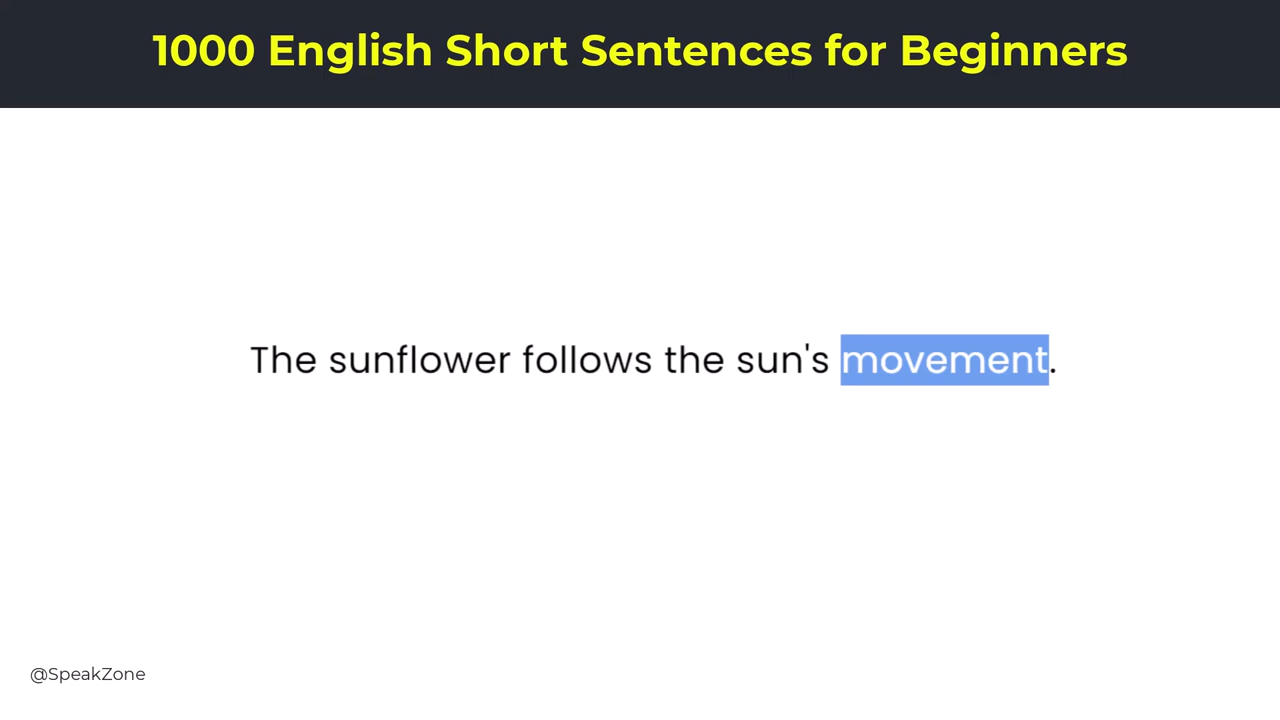 1000 English Short Sentences for Beginners
The sunflower follows the sun's movement.
@SpeakZone